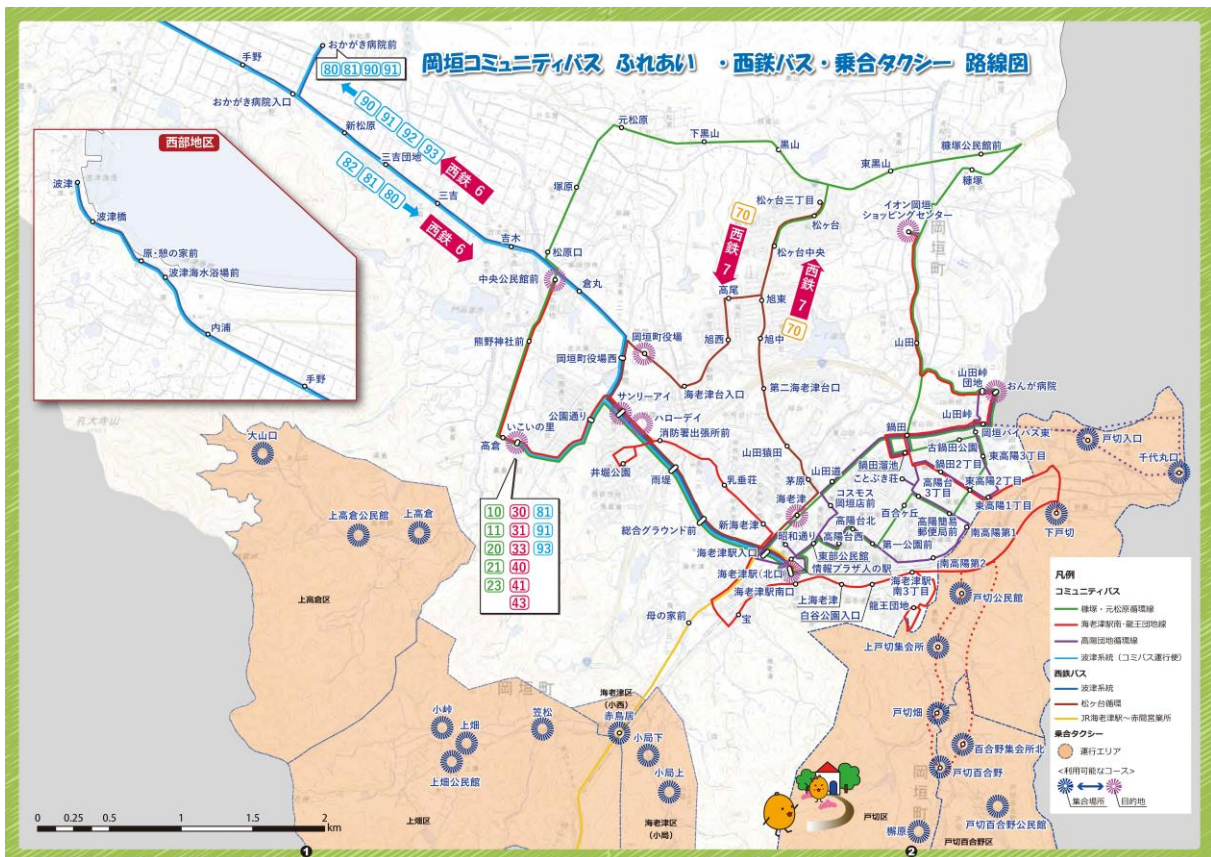 岡垣コミュニティバス ふれあい ・西鉄バス・乗合タクシー 路線図
おかがき病院前
80 81 90 91
手野
おかがき病院入口
新松原
三吉団地
三吉
吉木
90 91 92 93
西鉄 6
82 81 80
西鉄 6
西部地区
波津
波津橋
原・憩の家前
波津海水浴場前
内浦
手野
元松原
下黒山
黒山
東黒山
糠塚公民館前
糠塚
塚原
松原口
中央公民館前
倉丸
熊野神社前
松ヶ台三丁目
松ヶ台
松ヶ台中央
70
西鉄 7
西鉄 7
70
高尾
旭東
旭西
旭中
イオン岡垣
ショッピングセンター
岡垣町
山田
岡垣町役場
岡垣町役場西
海老津台入口
第二海老津台口
山田峠
団地
おんが病院
山田峠
岡垣バイパス東
サンリーアイ
ハローデイ
消防署出張所前
公園通り
いこいの里
高倉
井堀公園
雨堤
乳垂荘
山田猿田
茅原
山田道
鍋田
古鍋田公園
鍋田溜池
鍋田2丁目
ことぶき荘
東高陽3丁目
東高陽2丁目
東高陽1丁目
高陽台
3丁目
戸切入口
千代丸口
下戸切
海老津
コスモス
岡垣店前
百合ヶ丘
高陽簡易
郵便局前
南高陽第1
南高陽第2
総合グラウンド前
新海老津
昭和通り
高陽台北
高陽台西
第一公園前
海老津駅入口
東部公民館
海老津駅(北口)
情報プラザ人の駅
海老津駅南口
上海老津
白谷公園入口
海老津駅
南3丁目
龍王団地
宝
母の家前
10 30 81
11 31 91
20 33 93
21 40
23 41
43
大山口
上高倉公館
上高倉
上高倉区
戸切公民館
上戸切集会所
戸切畑
百合野集会所北
戸切百合野
戸切百合野公民館
榭原
戸切区
戸切百合野区
岡垣町
岡垣町
小峠
上畑
上畑公民館
笠松
上畑区
海老津区
(小西)
赤鳥居
小局下
小局上
海老津区
(小局)
凡例
コミュニティバス
糠塚・元松原循環線
海老津駅南・龍王団地線
高陽団地循環線
波津系統(コミバス運行便)
西鉄バス
波津系統
松ヶ台循環
JR海老津駅〜赤間営業所
乗合タクシー
運行エリア
<利用可能なコース>
集合場所
目的地
0 0.25 0.5 1 1.5 2
km
1
2